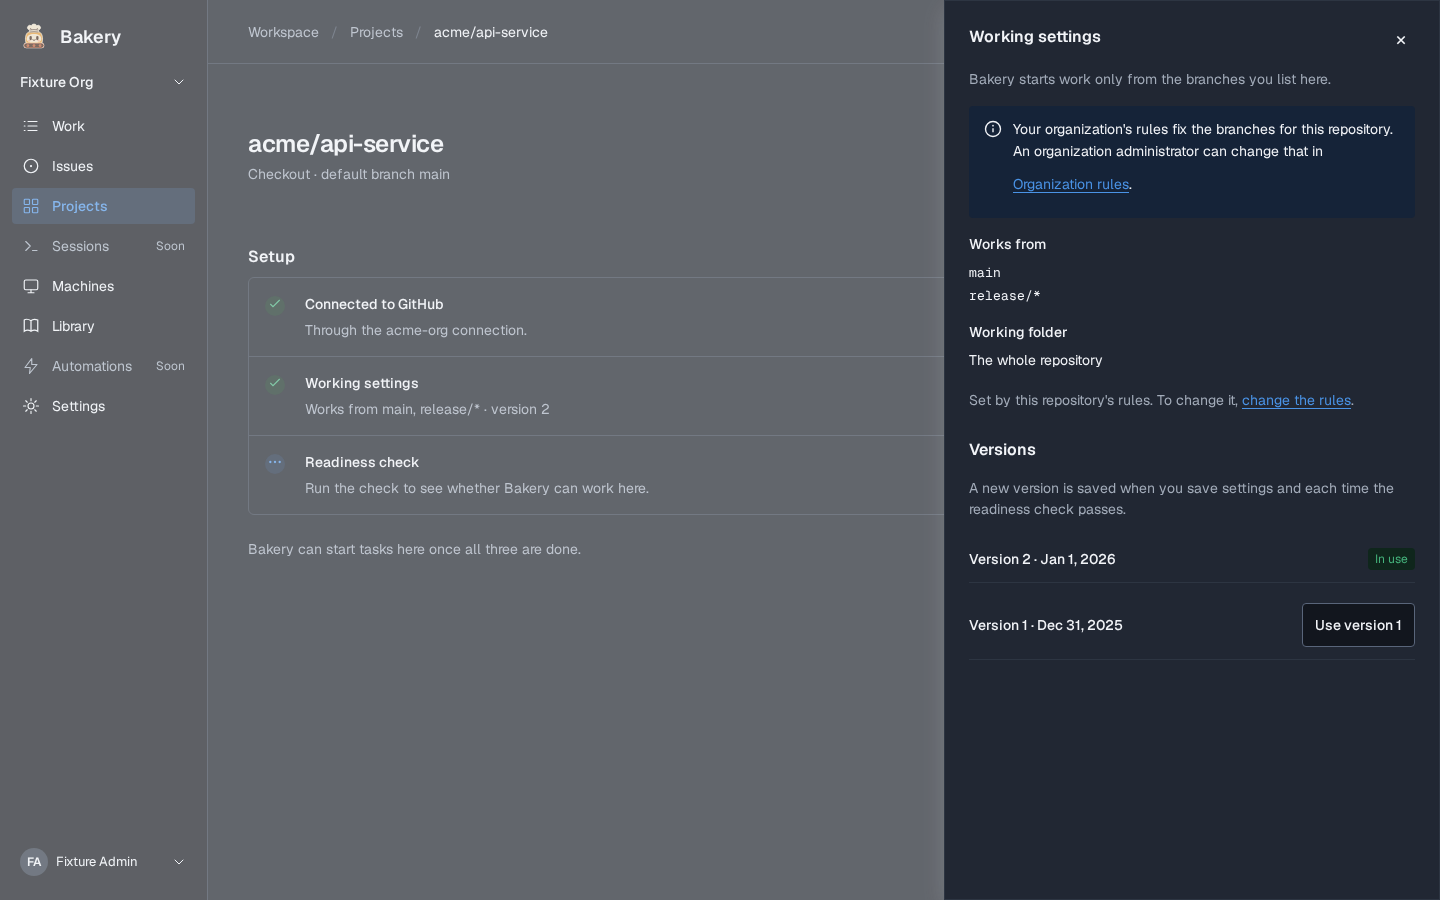 Bakery
Fixture Org
Work
Issues
Projects
Sessions Soon
Machines
Library
Automations Soon
Settings
FA Fixture Admin
Workspace / Projects / acme/api-service
acme/api-service
Checkout · default branch main
Setup
Connected to GitHub
Through the acme-org connection.
Working settings
Works from main, release/* · version 2
Readiness check
Run the check to see whether Bakery can work here.
Bakery can start tasks here once all three are done.
Working settings
Bakery starts work only from the branches you list here.
Your organization's rules fix the branches for this repository.
An organization administrator can change that in
Organization rules.
Works from
main
release/*
Working folder
The whole repository
Set by this repository's rules. To change it, change the rules.
Versions
A new version is saved when you save settings and each time the
readiness check passes.
Version 2 · Jan 1, 2026 In use
Version 1 · Dec 31, 2025 Use version 1